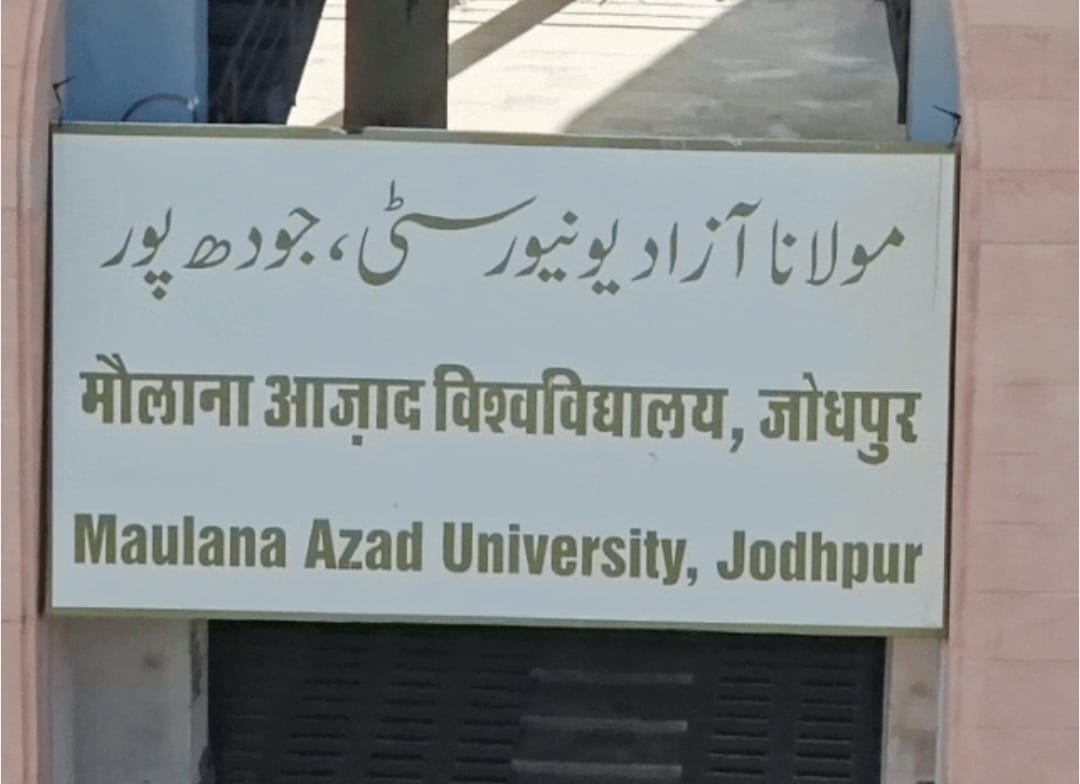 مولانا آزاد یونیورسٹی، جودھ پور
मौलाना आज़ाद विश्वविद्यालय, जोधपुर
Maulana Azad University, Jodhpur